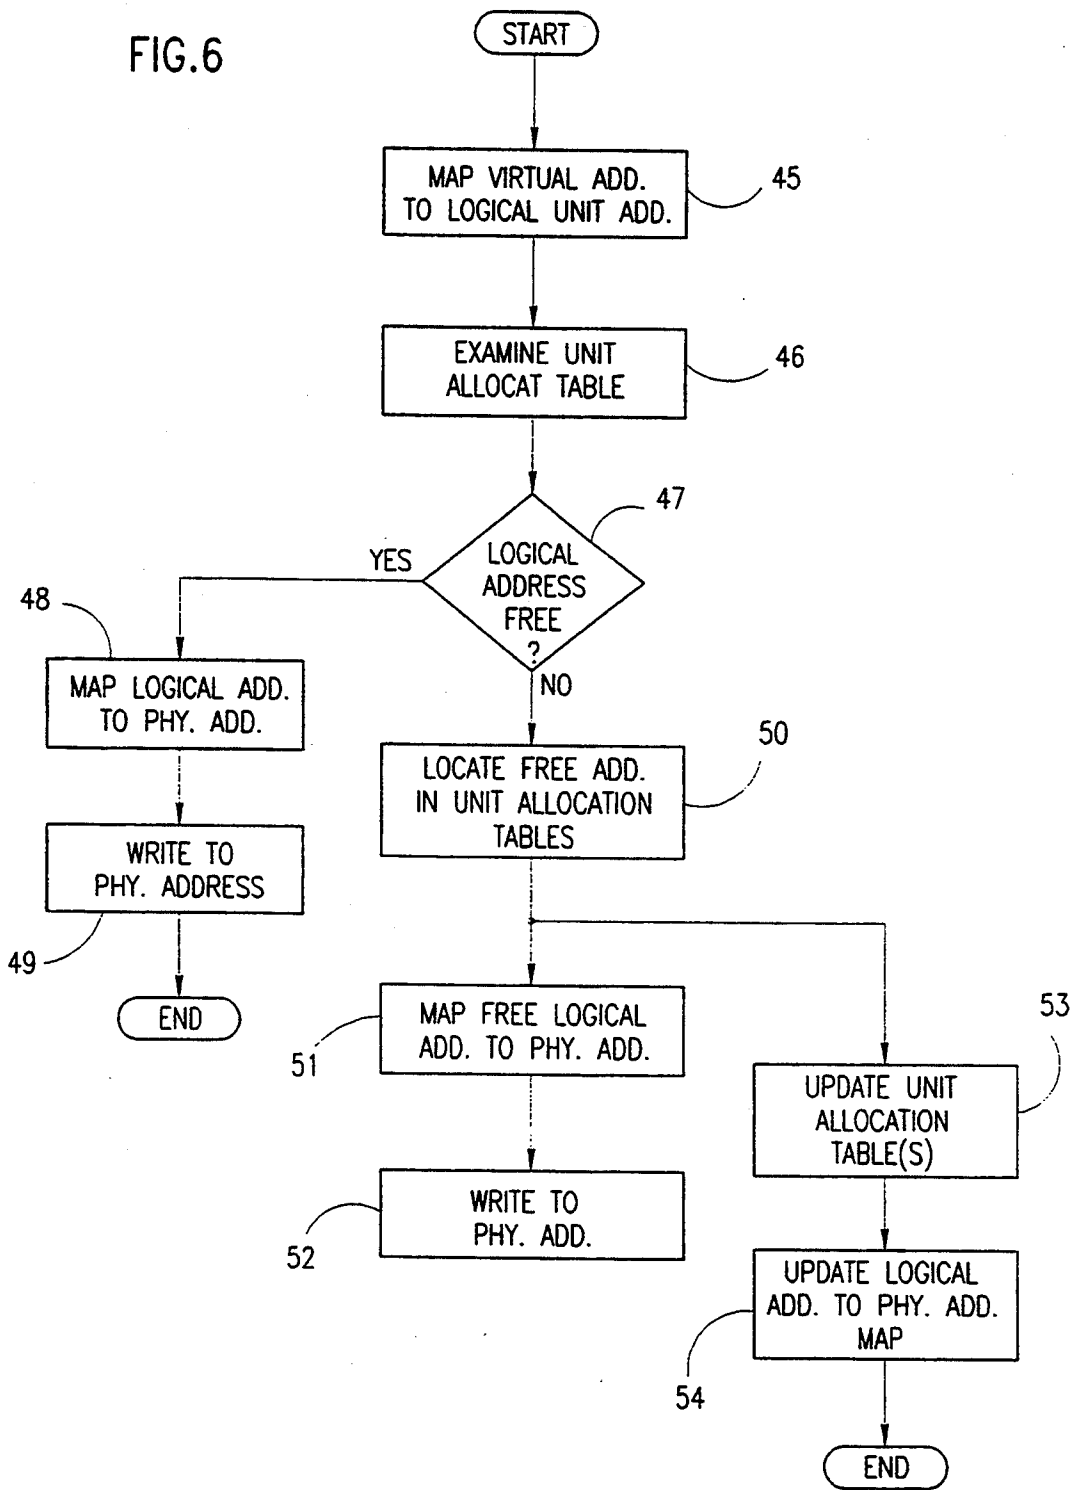 FIG.6
START
MAP VIRTUAL ADD.
TO LOGICAL UNIT ADD.
45
EXAMINE UNIT
ALLOCAT TABLE
46
47
LOGICAL
ADDRESS
FREE
?
YES
NO
48
MAP LOGICAL ADD.
TO PHY. ADD.
WRITE TO
PHY. ADDRESS
49
END
50
LOCATE FREE ADD.
IN UNIT ALLOCATION
TABLES
MAP FREE LOGICAL
ADD. TO PHY. ADD.
51
WRITE TO
PHY. ADD.
52
53
UPDATE UNIT
ALLOCATION
TABLE(S)
UPDATE LOGICAL
ADD. TO PHY. ADD.
MAP
54
END